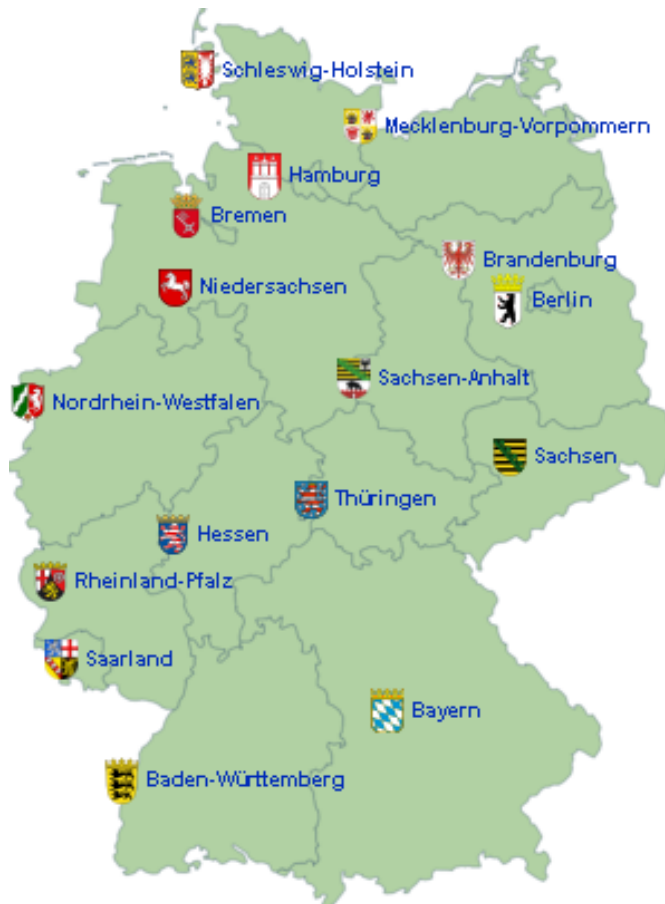 Schleswig-Holstein
Mecklenburg-Vorpommern
Hamburg
Bremen
Brandenburg
Niedersachsen
Berlin
Sachsen-Anhalt
Nordrhein-Westfalen
Sachsen
Thüringen
Hessen
Rheinland-Pfalz
Saarland
Bayern
Baden-Württemberg